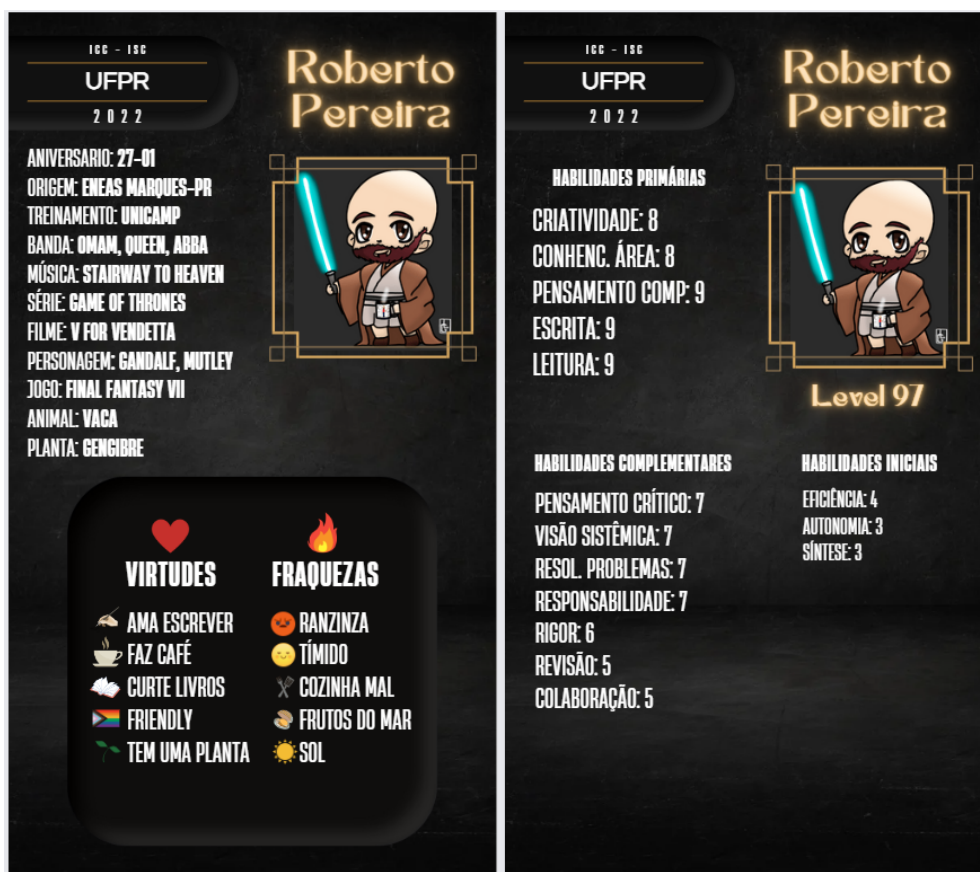 ICC - ISC
UFPR
2022
Roberto
Pereira
ANIVERSARIO: 27-01
ORIGEM: ENEAS MARQUES-PR
TREINAMENTO: UNICAMP
BANDA: OMAM, QUEEN, ABBA
MÚSICA: STAIRWAY TO HEAVEN
SÉRIE: GAME OF THRONES
FILME: V FOR VENDETTA
PERSONAGEM: GANDALF, MUTLEY
JOGO: FINAL FANTASY VII
ANIMAL: VACA
PLANTA: GENGIBRE
VIRTUDES
AMA ESCREVER
FAZ CAFÉ
CURTE LIVROS
FRIENDLY
TEM UMA PLANTA
FRAQUEZAS
RANZINZA
TÍMIDO
COZINHA MAL
FRUTOS DO MAR
SOL
ICC - ISC
UFPR
2022
Roberto
Pereira
HABILIDADES PRIMÁRIAS
CRIATIVIDADE: 8
CONHENC. ÁREA: 8
PENSAMENTO COMP: 9
ESCRITA: 9
LEITURA: 9
Level 97
HABILIDADES COMPLEMENTARES
PENSAMENTO CRÍTICO: 7
VISÃO SISTÊMICA: 7
RESOL. PROBLEMAS: 7
RESPONSABILIDADE: 7
RIGOR: 6
REVISÃO: 5
COLABORAÇÃO: 5
HABILIDADES INICIAIS
EFICIÊNCIA: 4
AUTONOMIA: 3
SÍNTESE: 3